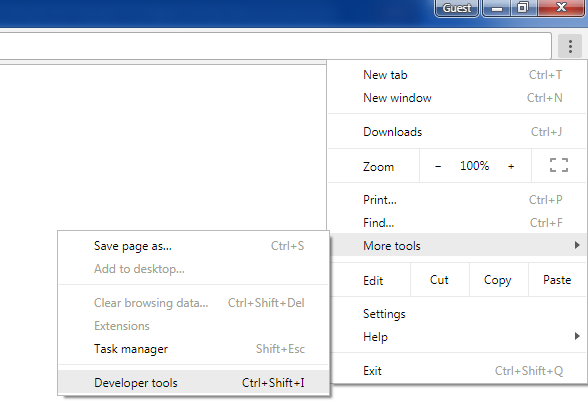 Guest
New tab Ctrl+T
New window Ctrl+N
Downloads Ctrl+J
Zoom − 100% +
Print... Ctrl+P
Find... Ctrl+F
More tools
Edit Cut Copy Paste
Settings
Help
Exit Ctrl+Shift+Q
Save page as... Ctrl+S
Add to desktop...
Clear browsing data... Ctrl+Shift+Del
Extensions
Task manager Shift+Esc
Developer tools Ctrl+Shift+I